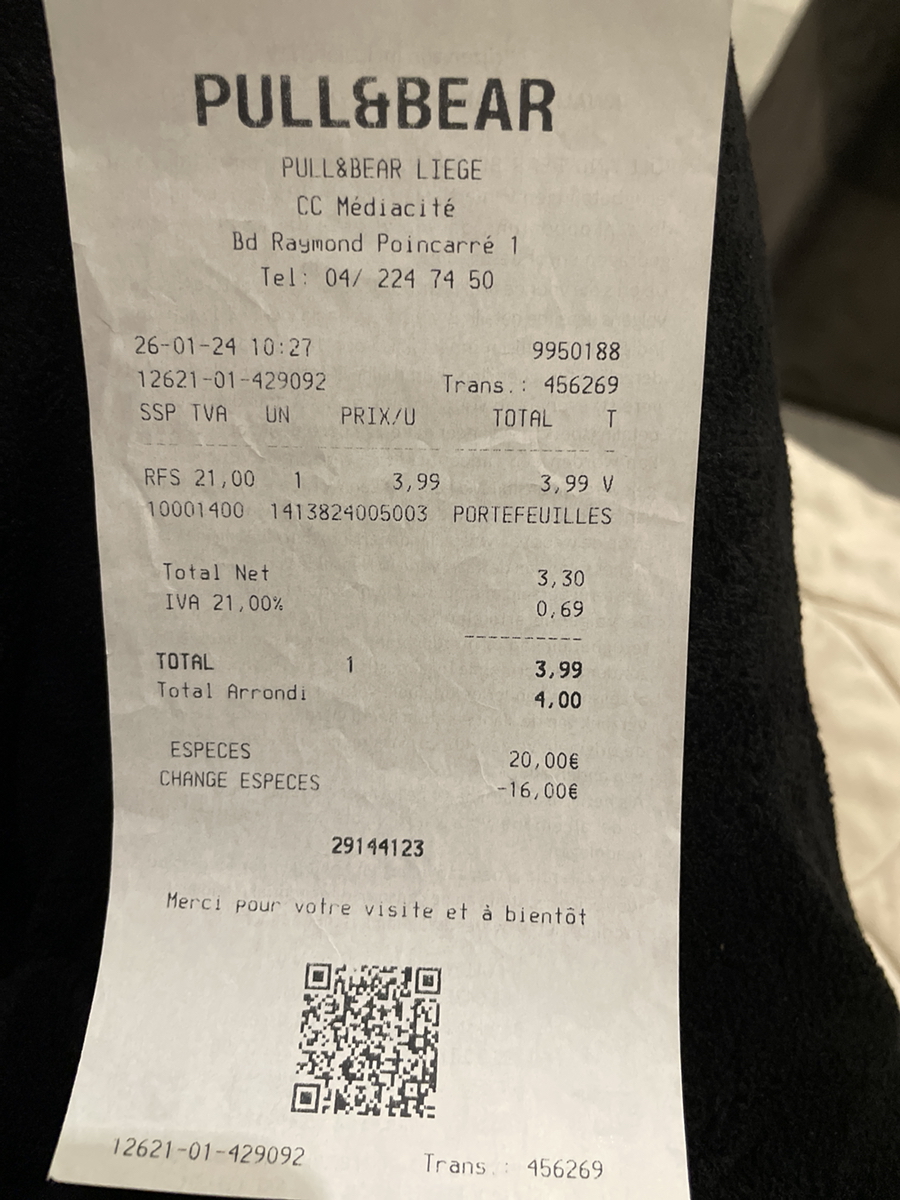 PULL&BEAR
PULL&BEAR LIEGE
CC Médiacité
Bd Raymond Poincarré 1
Tel: 04/ 224 74 50
26-01-24 10:27 9950188
12621-01-429092 Trans.: 456269
SSP TVA UN PRIX/U TOTAL T
RFS 21,00 1 3,99 3,99 V
10001400 1413824005003 PORTEFEUILLES
Total Net 3,30
IVA 21,00% 0,69
TOTAL 1 3,99
Total Arrondi 4,00
ESPECES 20,00€
CHANGE ESPECES -16,00€
29144123
Merci pour votre visite et à bientôt
12621-01-429092 Trans.: 456269